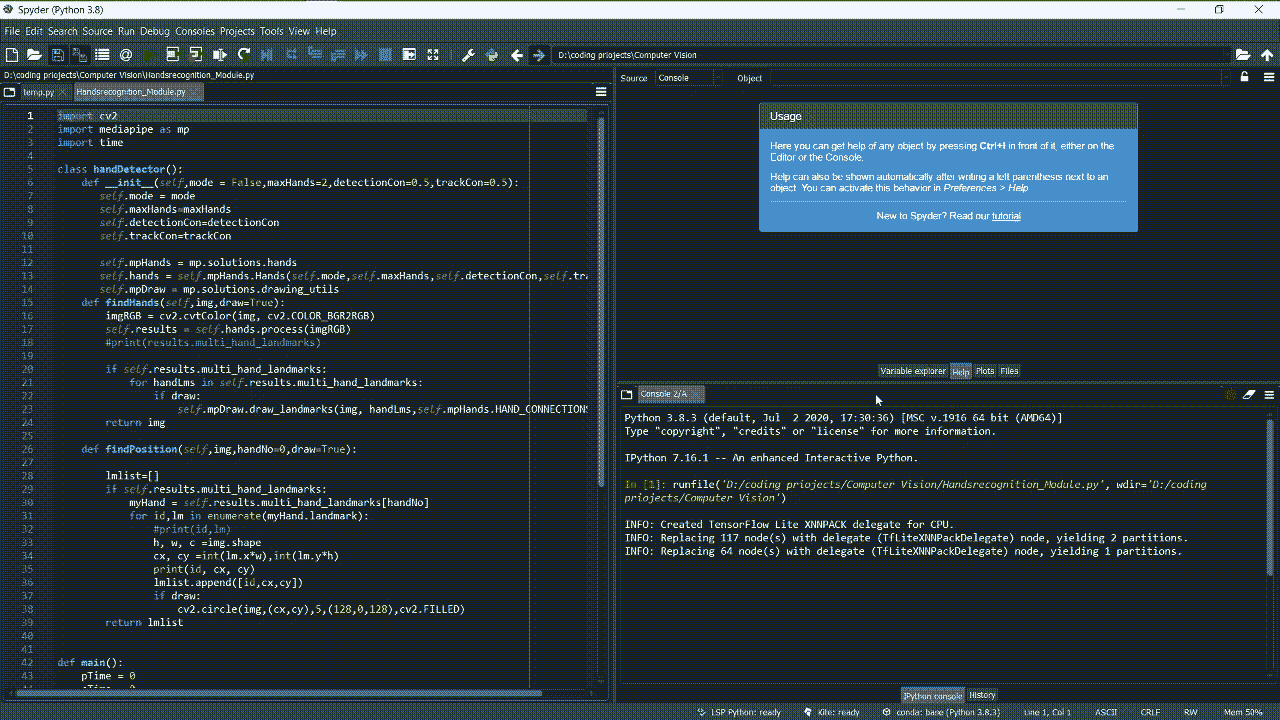 Spyder (Python 3.8)
File Edit Search Source Run Debug Consoles Projects Tools View Help
D:\coding priojects\Computer Vision
D:\coding priojects\Computer Vision\Handsrecognition_Module.py
temp.py
Handsrecognition_Module.py
1 import cv2
2 import mediapipe as mp
3 import time
4
5 class handDetector():
6 def __init__(self,mode = False,maxHands=2,detectionCon=0.5,trackCon=0.5):
7 self.mode = mode
8 self.maxHands=maxHands
9 self.detectionCon=detectionCon
10 self.trackCon=trackCon
11
12 self.mpHands = mp.solutions.hands
13 self.hands = self.mpHands.Hands(self.mode,self.maxHands,self.detectionCon,self.tra
14 self.mpDraw = mp.solutions.drawing_utils
15 def findHands(self,img,draw=True):
16 imgRGB = cv2.cvtColor(img, cv2.COLOR_BGR2RGB)
17 self.results = self.hands.process(imgRGB)
18 #print(results.multi_hand_landmarks)
19
20 if self.results.multi_hand_landmarks:
21 for handLms in self.results.multi_hand_landmarks:
22 if draw:
23 self.mpDraw.draw_landmarks(img, handLms,self.mpHands.HAND_CONNECTIONS
24 return img
25
26 def findPosition(self,img,handNo=0,draw=True):
27
28 lmlist=[]
29 if self.results.multi_hand_landmarks:
30 myHand = self.results.multi_hand_landmarks[handNo]
31 for id,lm in enumerate(myHand.landmark):
32 #print(id,lm)
33 h, w, c =img.shape
34 cx, cy =int(lm.x*w),int(lm.y*h)
35 print(id, cx, cy)
36 lmlist.append([id,cx,cy])
37 if draw:
38 cv2.circle(img,(cx,cy),5,(128,0,128),cv2.FILLED)
39 return lmlist
40
41
42 def main():
43 pTime = 0
Source Console Object
Usage
Here you can get help of any object by pressing Ctrl+I in front of it, either on the
Editor or the Console.
Help can also be shown automatically after writing a left parenthesis next to an
object. You can activate this behavior in Preferences > Help.
New to Spyder? Read our tutorial
Variable explorer Help Plots Files
Console 2/A
Python 3.8.3 (default, Jul 2 2020, 17:30:36) [MSC v.1916 64 bit (AMD64)]
Type "copyright", "credits" or "license" for more information.
IPython 7.16.1 -- An enhanced Interactive Python.
In [1]: runfile('D:/coding priojects/Computer Vision/Handsrecognition_Module.py', wdir='D:/coding
priojects/Computer Vision')
INFO: Created TensorFlow Lite XNNPACK delegate for CPU.
INFO: Replacing 117 node(s) with delegate (TfLiteXNNPackDelegate) node, yielding 2 partitions.
INFO: Replacing 64 node(s) with delegate (TfLiteXNNPackDelegate) node, yielding 1 partitions.
IPython console History
LSP Python: ready Kite: ready conda: base (Python 3.8.3) Line 1, Col 1 ASCII CRLF RW Mem 50%